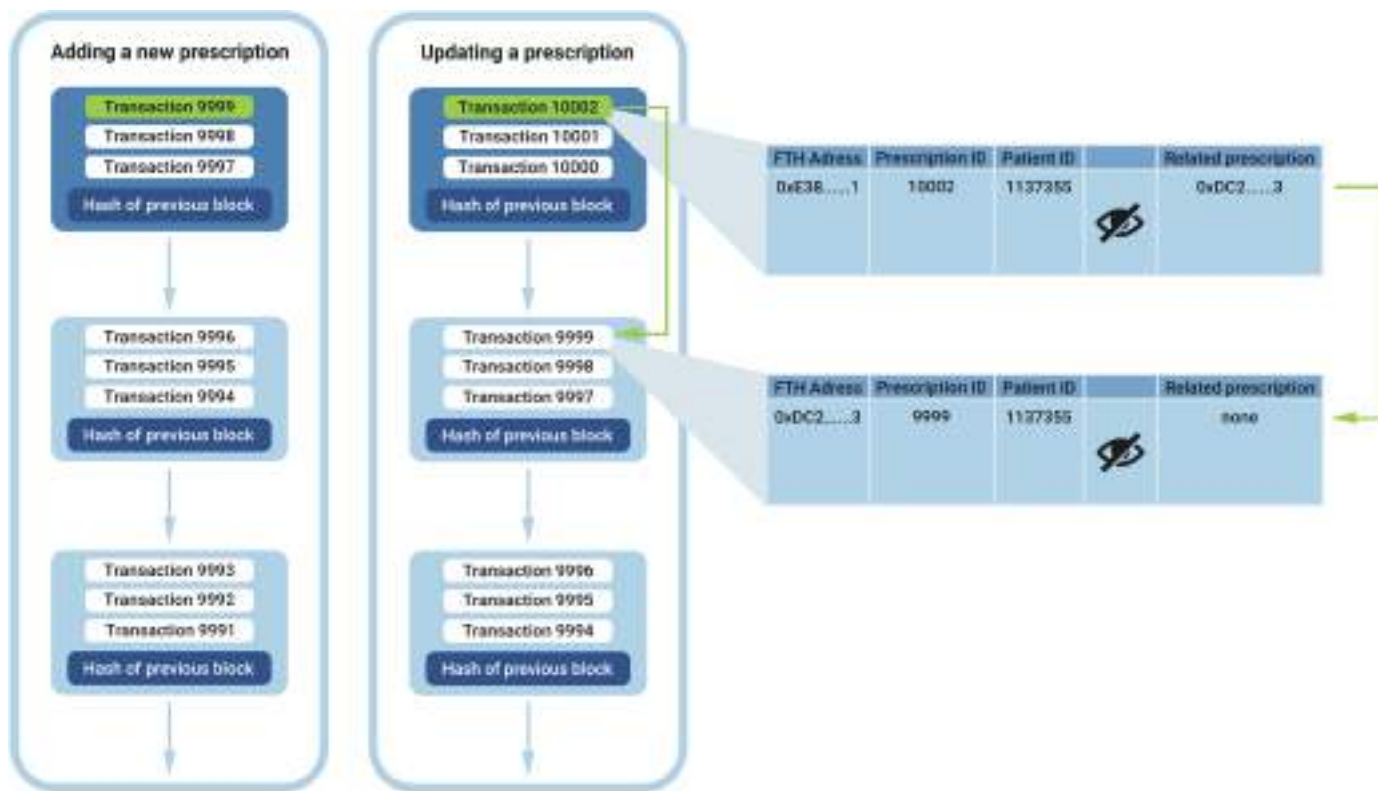 Adding a new prescription
Transaction 9999
Transaction 9998
Transaction 9997
Hash of previous block
Transaction 9996
Transaction 9995
Transaction 9994
Hash of previous block
Transaction 9993
Transaction 9992
Transaction 9991
Hash of previous block
Updating a prescription
Transaction 10002
Transaction 10001
Transaction 10000
Hash of previous block
Transaction 9999
Transaction 9998
Transaction 9997
Hash of previous block
Transaction 9996
Transaction 9995
Transaction 9994
Hash of previous block
FTH Adress Prescription ID Patient ID Related prescription
0xE38.....1 10002 1137355 0xDC2.....3
FTH Adress Prescription ID Patient ID Related prescription
0xDC2.....3 9999 1137355 none